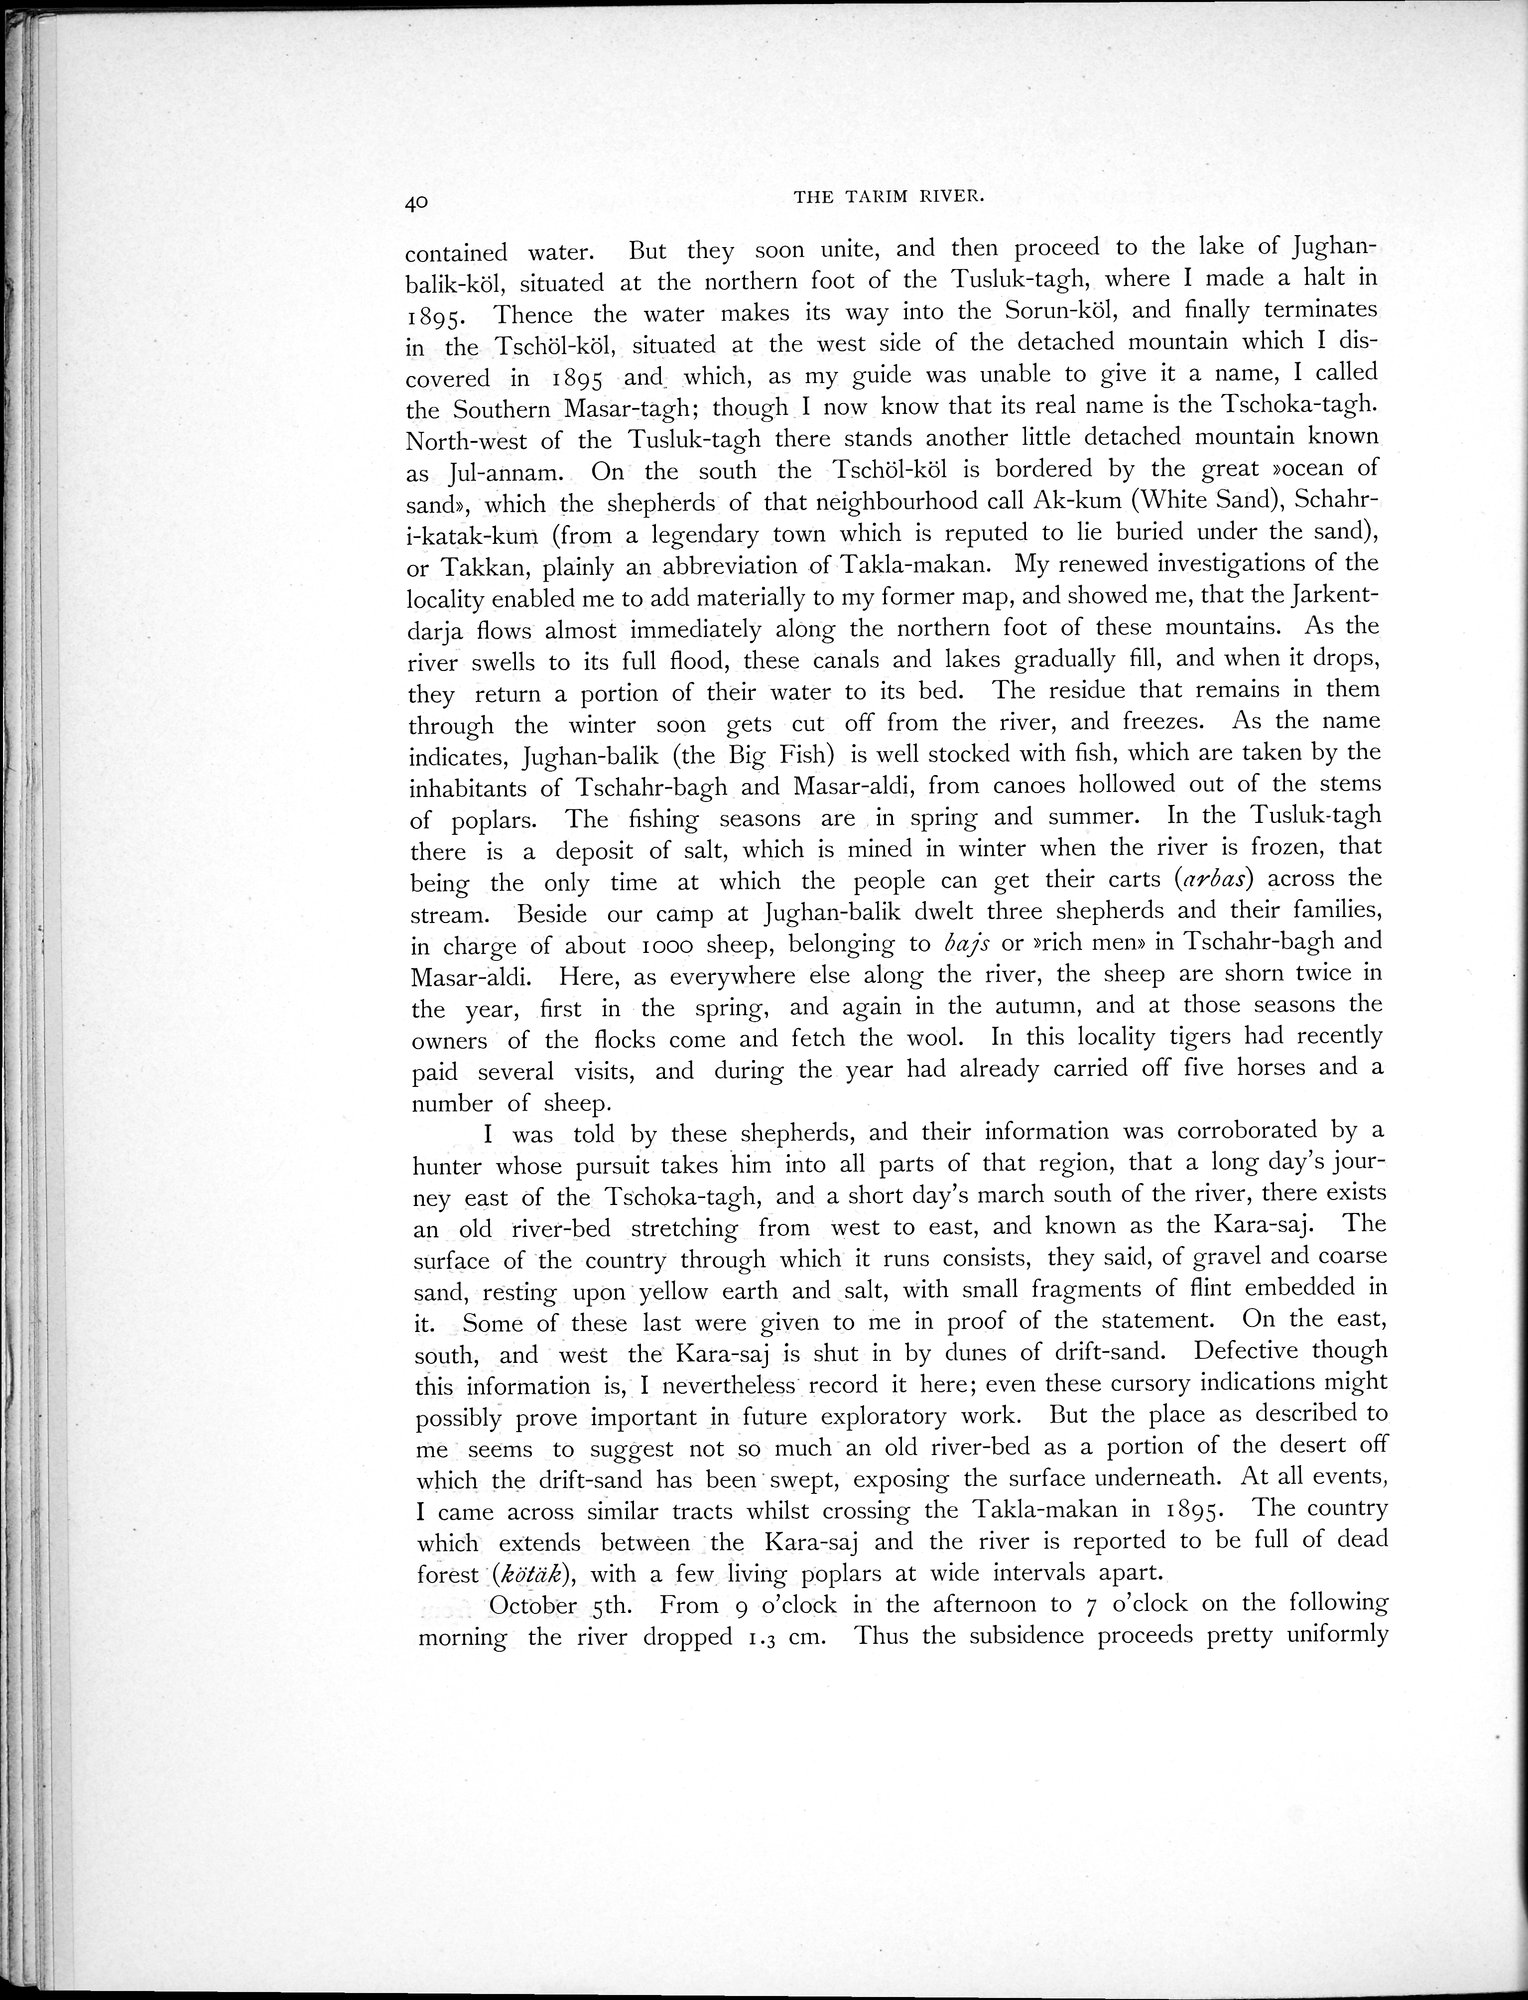 40
THE TARIM RIVER.
contained water. But they soon unite, and then proceed to the lake of Jughan-
balik-köl, situated at the northern foot of the Tusluk-tagh, where I made a halt in
1895. Thence the water makes its way into the Sorun-köl, and finally terminates
in the Tschöl-köl, situated at the west side of the detached mountain which I dis-
covered in 1895 and which, as my guide was unable to give it a name, I called
the Southern Masar-tagh; though I now know that its real name is the Tschoka-tagh.
North-west of the Tusluk-tagh there stands another little detached mountain known
as Jul-annam. On the south the Tschöl-köl is bordered by the great »ocean of
sand», which the shepherds of that neighbourhood call Ak-kum (White Sand), Schahr-
i-katak-kum (from a legendary town which is reputed to lie buried under the sand),
or Takkan, plainly an abbreviation of Takla-makan. My renewed investigations of the
locality enabled me to add materially to my former map, and showed me, that the Jarkent-
darja flows almost immediately along the northern foot of these mountains. As the
river swells to its full flood, these canals and lakes gradually fill, and when it drops,
they return a portion of their water to its bed. The residue that remains in them
through the winter soon gets cut off from the river, and freezes. As the name
indicates, Jughan-balik (the Big Fish) is well stocked with fish, which are taken by the
inhabitants of Tschahr-bagh and Masar-aldi, from canoes hollowed out of the stems
of poplars. The fishing seasons are in spring and summer. In the Tusluk-tagh
there is a deposit of salt, which is mined in winter when the river is frozen, that
being the only time at which the people can get their carts (arbas) across the
stream. Beside our camp at Jughan-balik dwelt three shepherds and their families,
in charge of about 1000 sheep, belonging to bajs or »rich men» in Tschahr-bagh and
Masar-aldi. Here, as everywhere else along the river, the sheep are shorn twice in
the year, first in the spring, and again in the autumn, and at those seasons the
owners of the flocks come and fetch the wool. In this locality tigers had recently
paid several visits, and during the year had already carried off five horses and a
number of sheep.
I was told by these shepherds, and their information was corroborated by a
hunter whose pursuit takes him into all parts of that region, that a long day's jour-
ney east of the Tschoka-tagh, and a short day's march south of the river, there exists
an old river-bed stretching from west to east, and known as the Kara-saj. The
surface of the country through which it runs consists, they said, of gravel and coarse
sand, resting upon yellow earth and salt, with small fragments of flint embedded in
it. Some of these last were given to me in proof of the statement. On the east,
south, and west the Kara-saj is shut in by dunes of drift-sand. Defective though
this information is, I nevertheless record it here; even these cursory indications might
possibly prove important in future exploratory work. But the place as described to
me seems to suggest not so much an old river-bed as a portion of the desert off
which the drift-sand has been swept, exposing the surface underneath. At all events,
I came across similar tracts whilst crossing the Takla-makan in 1895. The country
which extends between the Kara-saj and the river is reported to be full of dead
forest (kötäk), with a few living poplars at wide intervals apart.
October 5th. From 9 o'clock in the afternoon to 7 o'clock on the following
morning the river dropped 1.3 cm. Thus the subsidence proceeds pretty uniformly